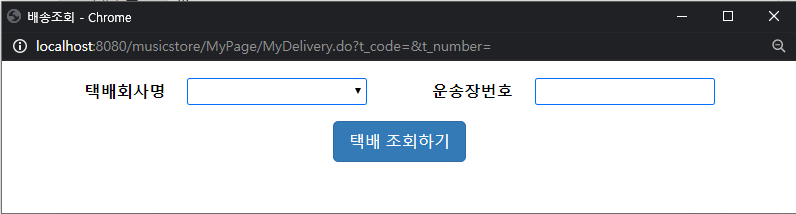 배송조회 - Chrome
localhost:8080/musicstore/MyPage/MyDelivery.do?t_code=&t_number=
택배회사명 운송장번호
택배 조회하기